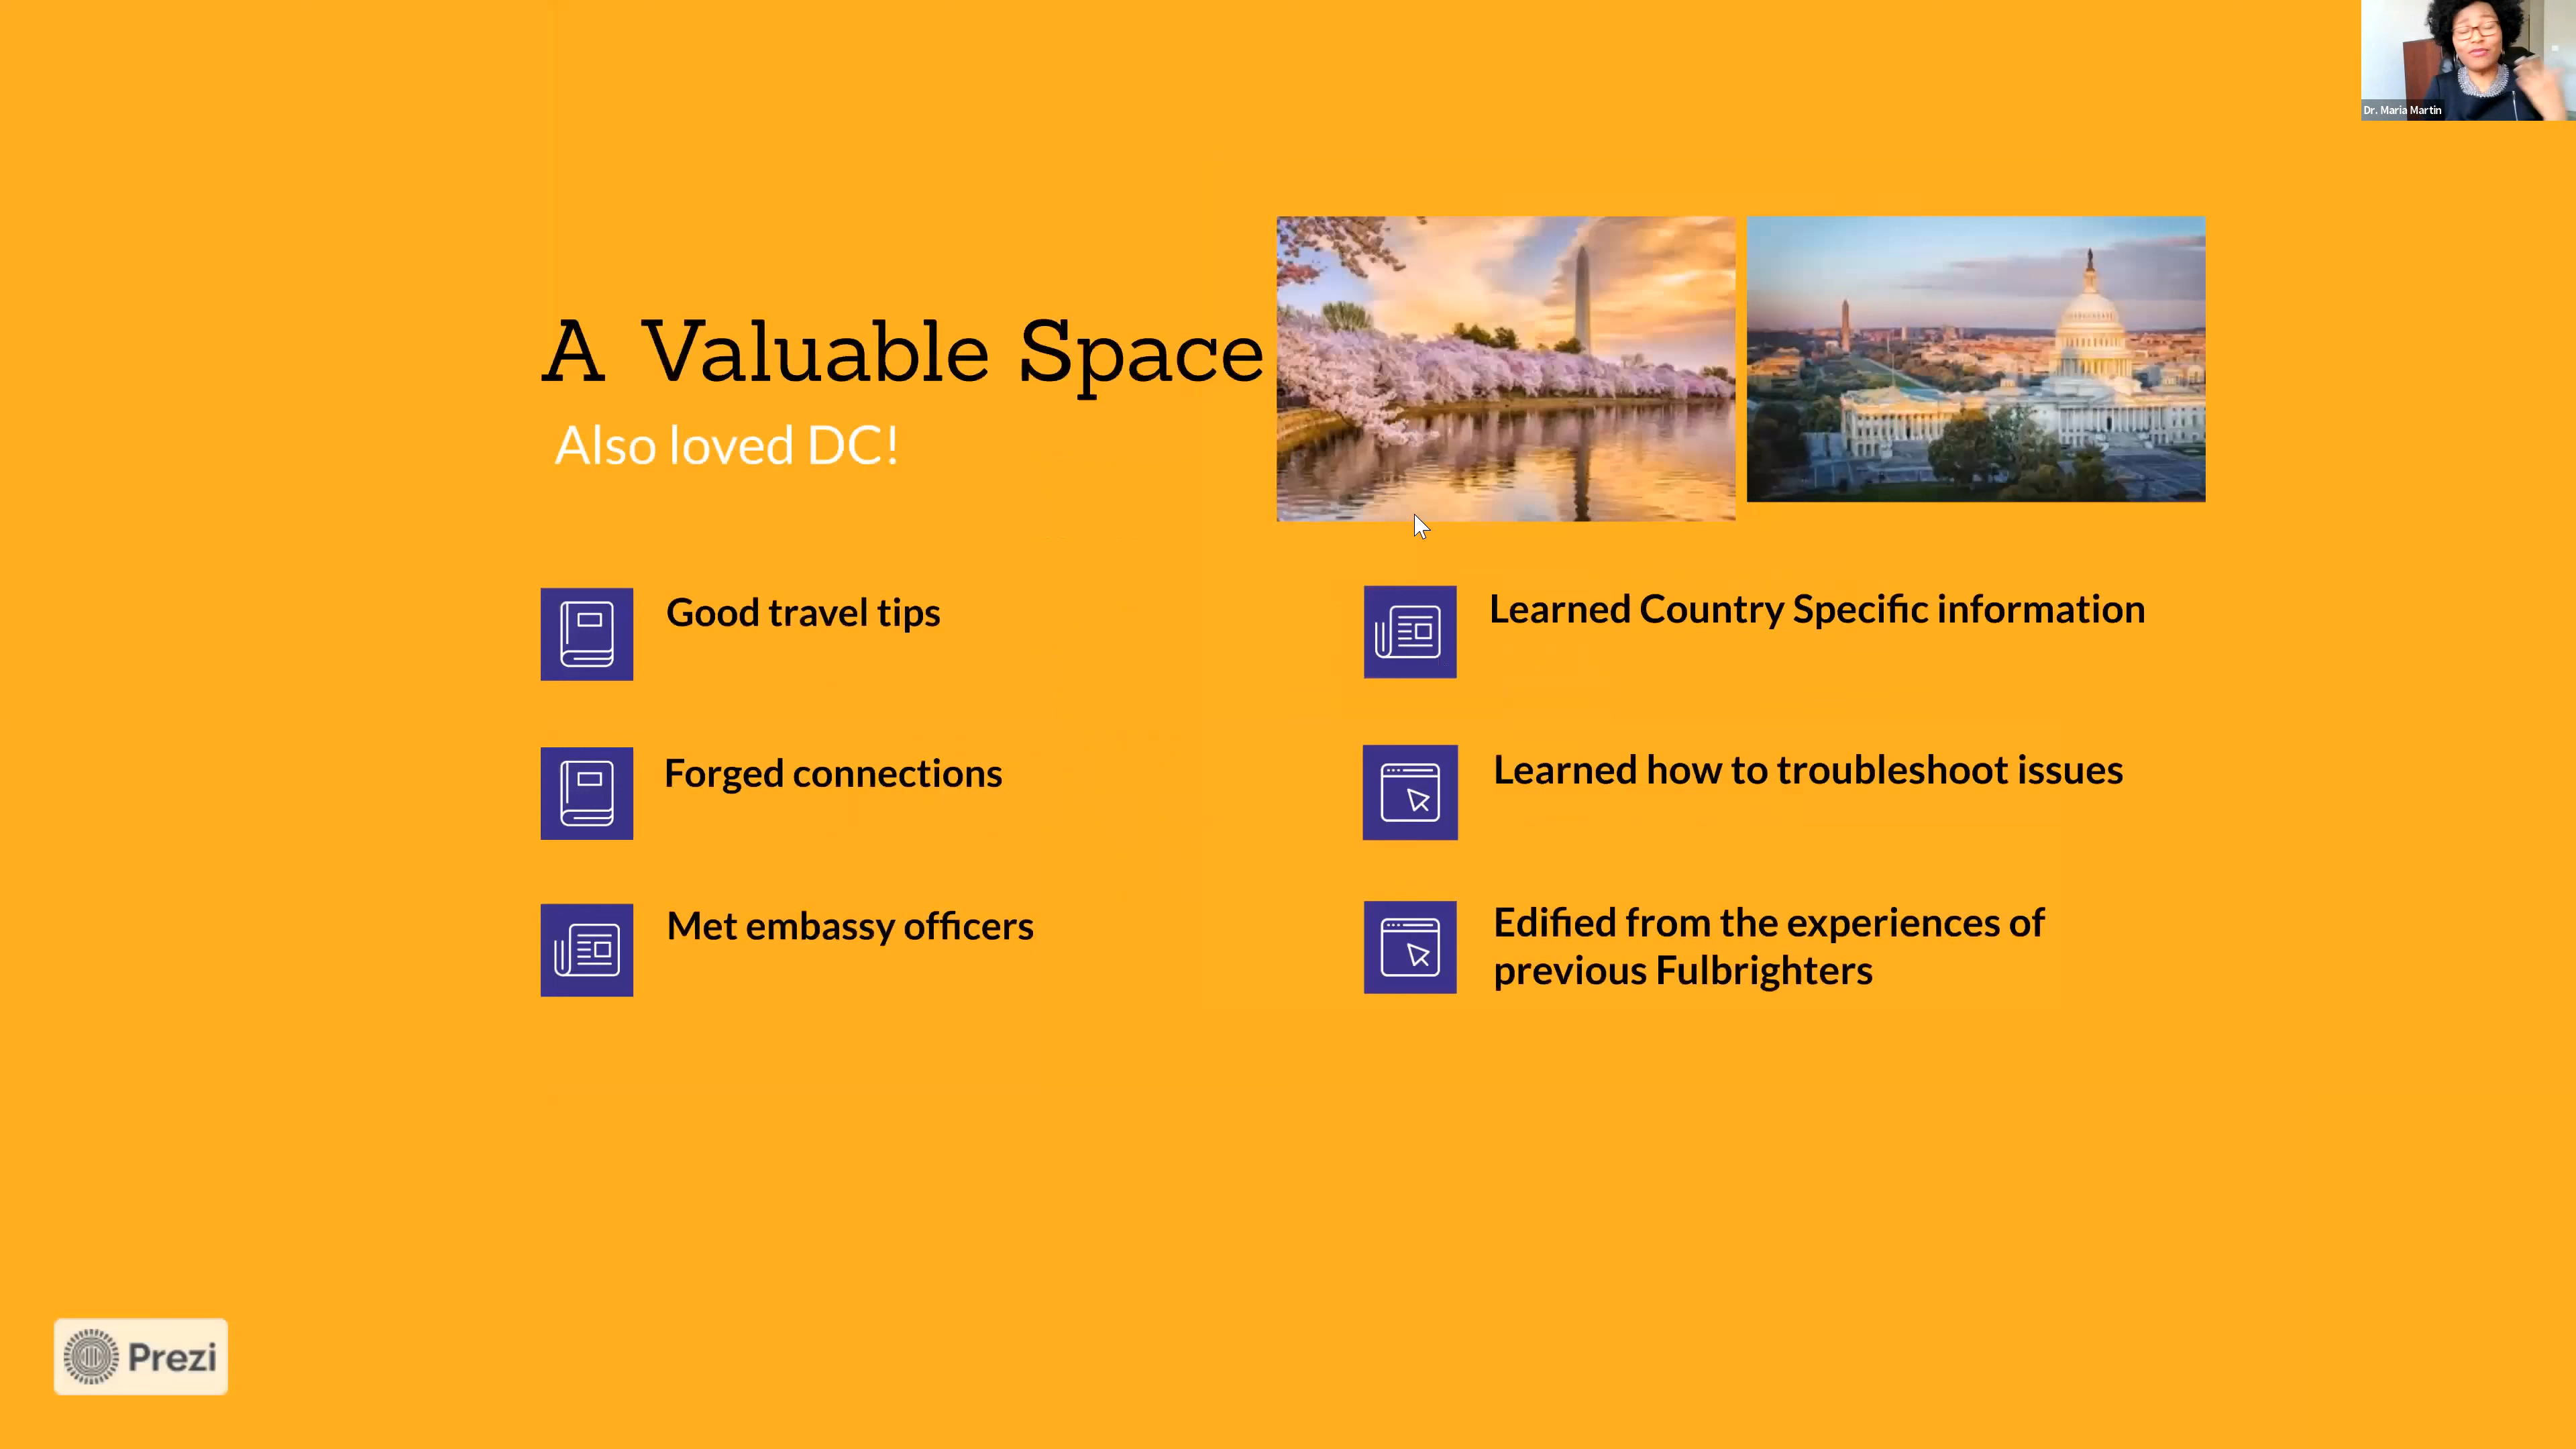 Dr. Maria Martin
A Valuable Space
Also loved DC!
Good travel tips
Learned Country Specific information
Forged connections
Learned how to troubleshoot issues
Met embassy officers
Edified from the experiences of
previous Fulbrighters
Prezi